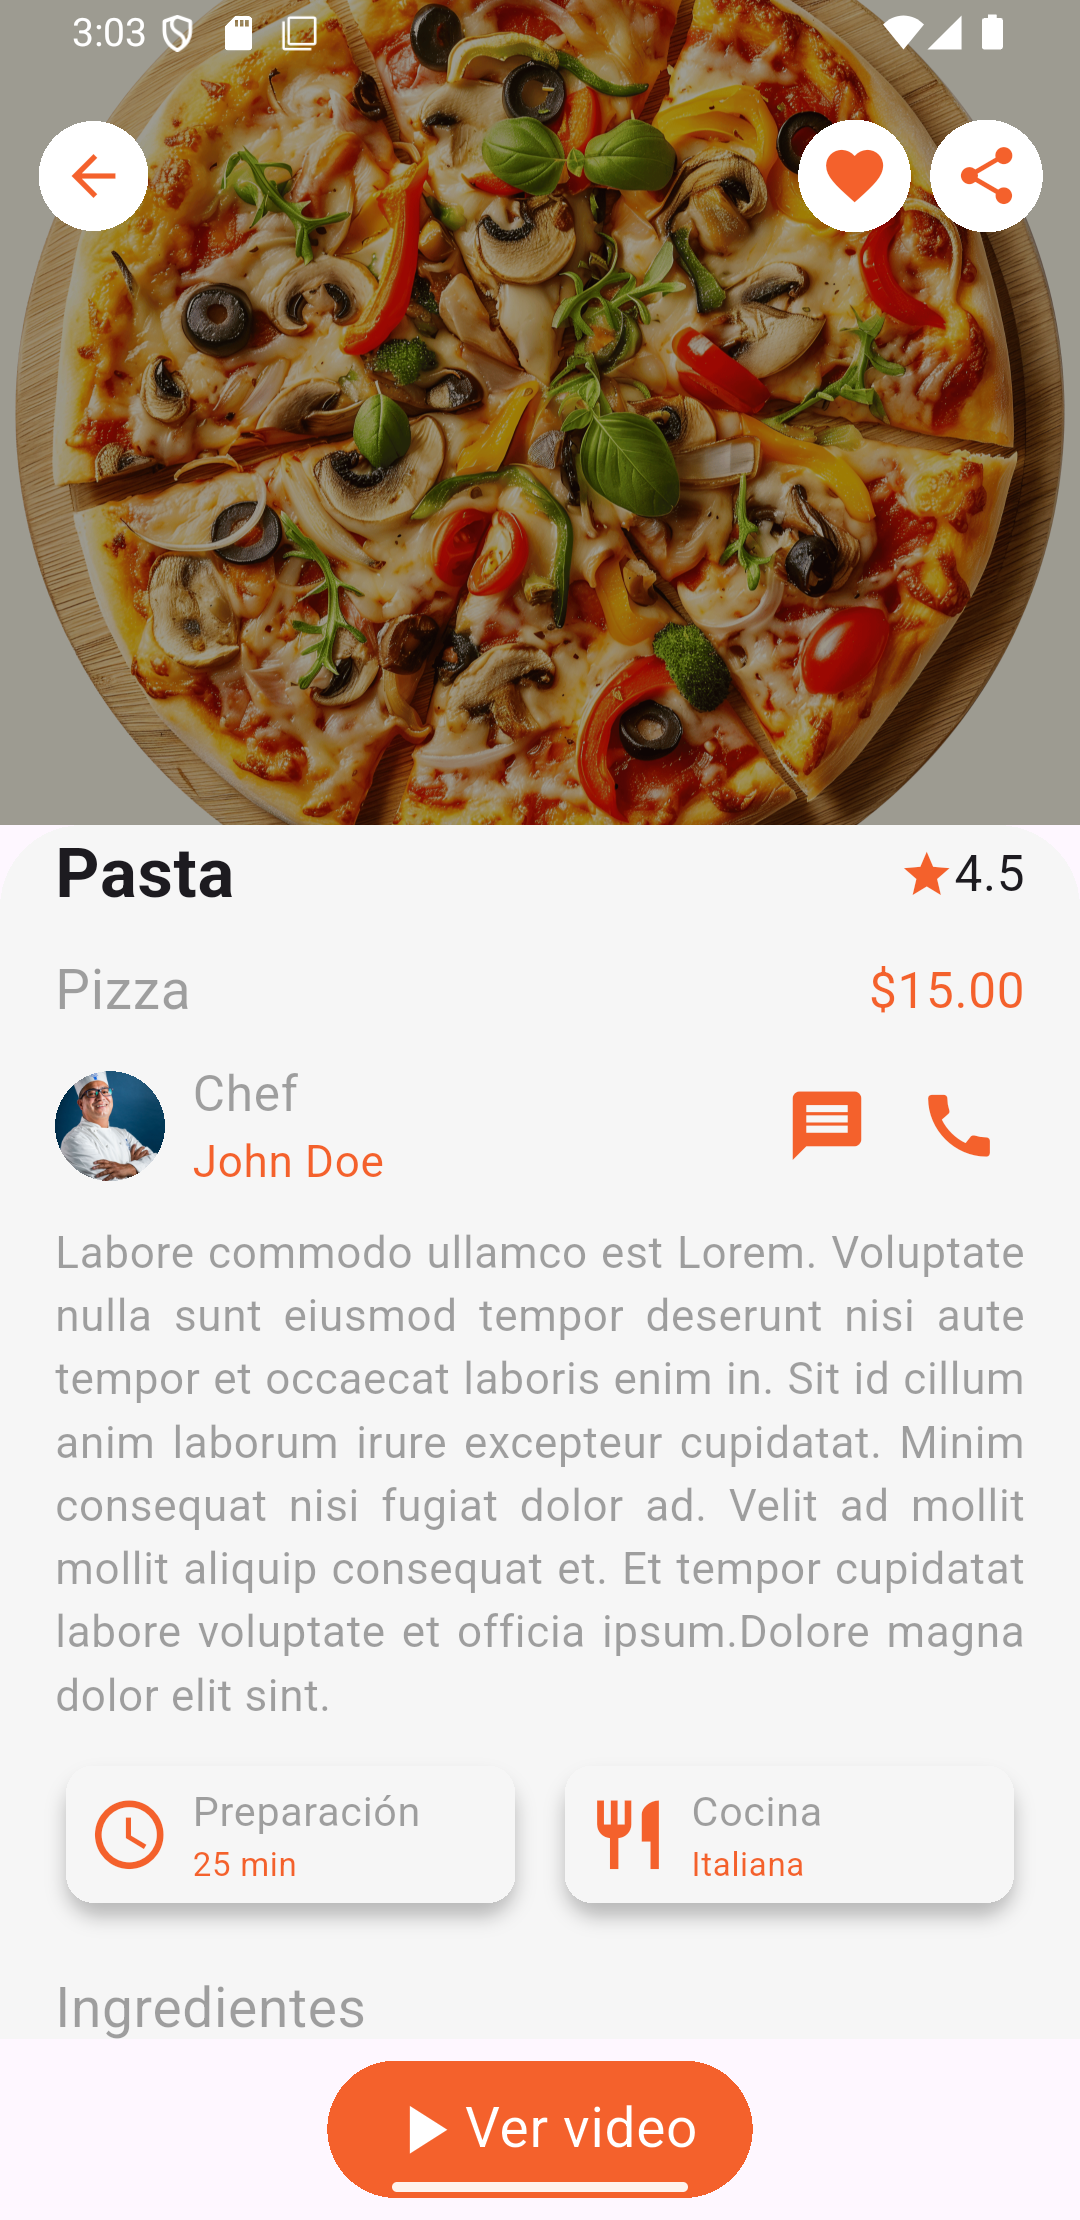 3:03
Pasta
4.5
Pizza
$15.00
Chef
John Doe
Labore commodo ullamco est Lorem. Voluptate
nulla sunt eiusmod tempor deserunt nisi aute
tempor et occaecat laboris enim in. Sit id cillum
anim laborum irure excepteur cupidatat. Minim
consequat nisi fugiat dolor ad. Velit ad mollit
mollit aliquip consequat et. Et tempor cupidatat
labore voluptate et officia ipsum.Dolore magna
dolor elit sint.
Preparación
25 min
Cocina
Italiana
Ingredientes
Ver video